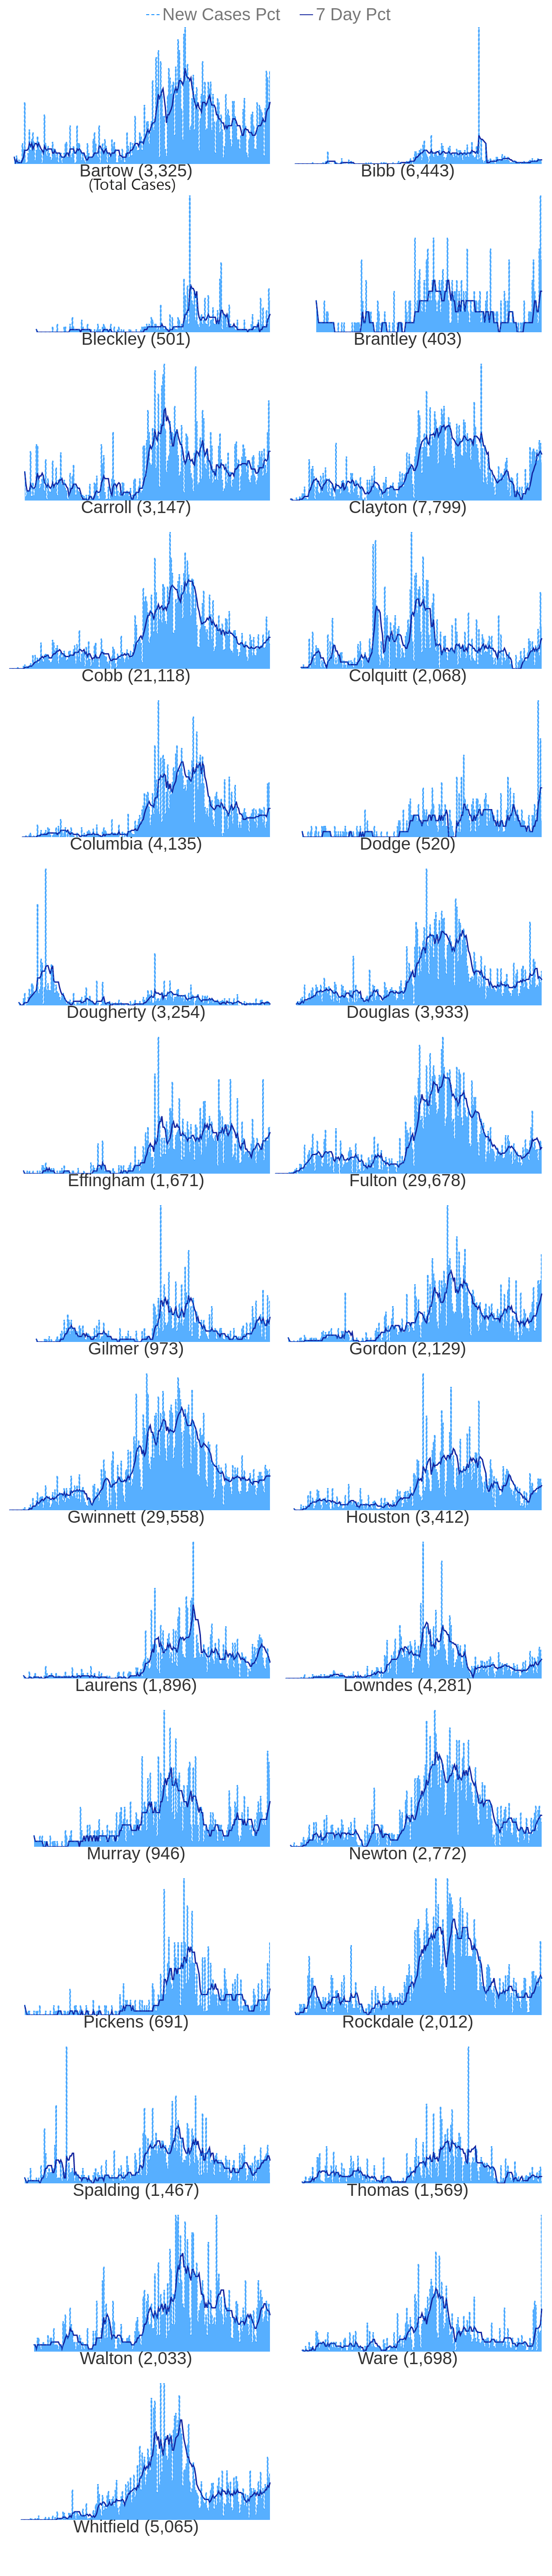 New Cases Pct 7 Day Pct
Bartow (3,325) Bibb (6,443)
(Total Cases)
Bleckley (501) Brantley (403)
Carroll (3,147) Clayton (7,799)
Cobb (21,118) Colquitt (2,068)
Columbia (4,135) Dodge (520)
Dougherty (3,254) Douglas (3,933)
Effingham (1,671) Fulton (29,678)
Gilmer (973) Gordon (2,129)
Gwinnett (29,558) Houston (3,412)
Laurens (1,896) Lowndes (4,281)
Murray (946) Newton (2,772)
Pickens (691) Rockdale (2,012)
Spalding (1,467) Thomas (1,569)
Walton (2,033) Ware (1,698)
Whitfield (5,065)